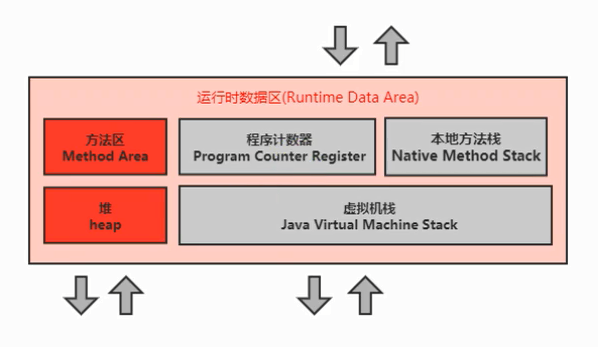 运行时数据区(Runtime Data Area)
方法区
Method Area
程序计数器
Program Counter Register
本地方法栈
Native Method Stack
堆
heap
虚拟机栈
Java Virtual Machine Stack